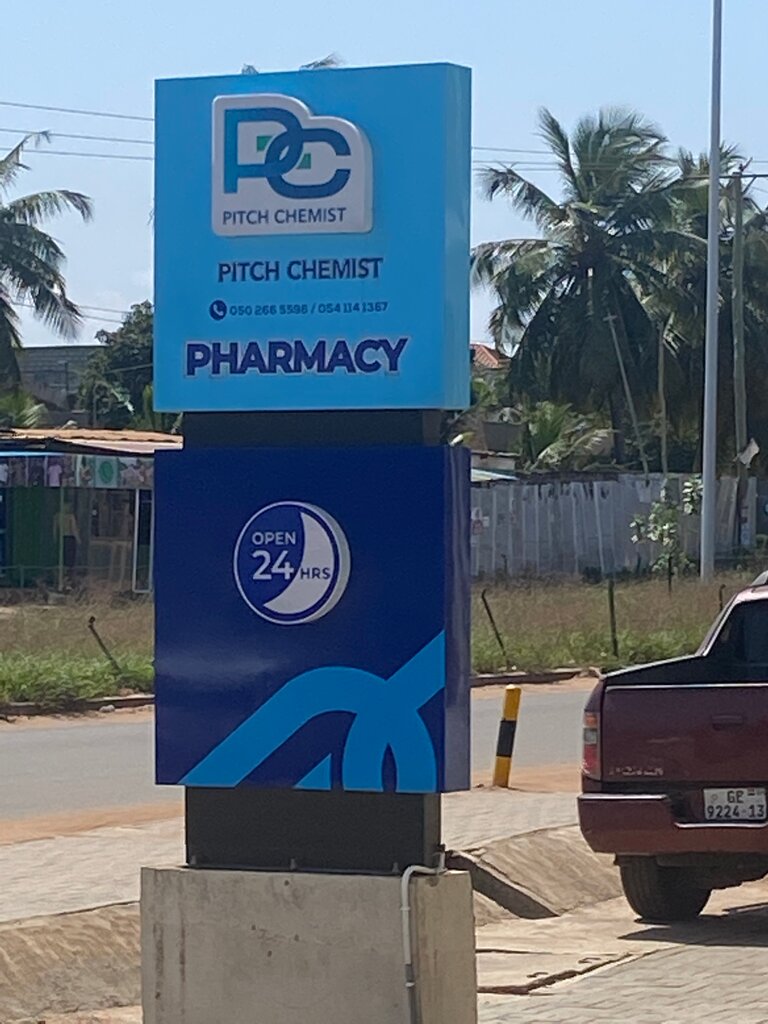 PC
PITCH CHEMIST
PITCH CHEMIST
050 266 5598 / 054 114 1367
PHARMACY
OPEN
24 HRS
GE
9224-13